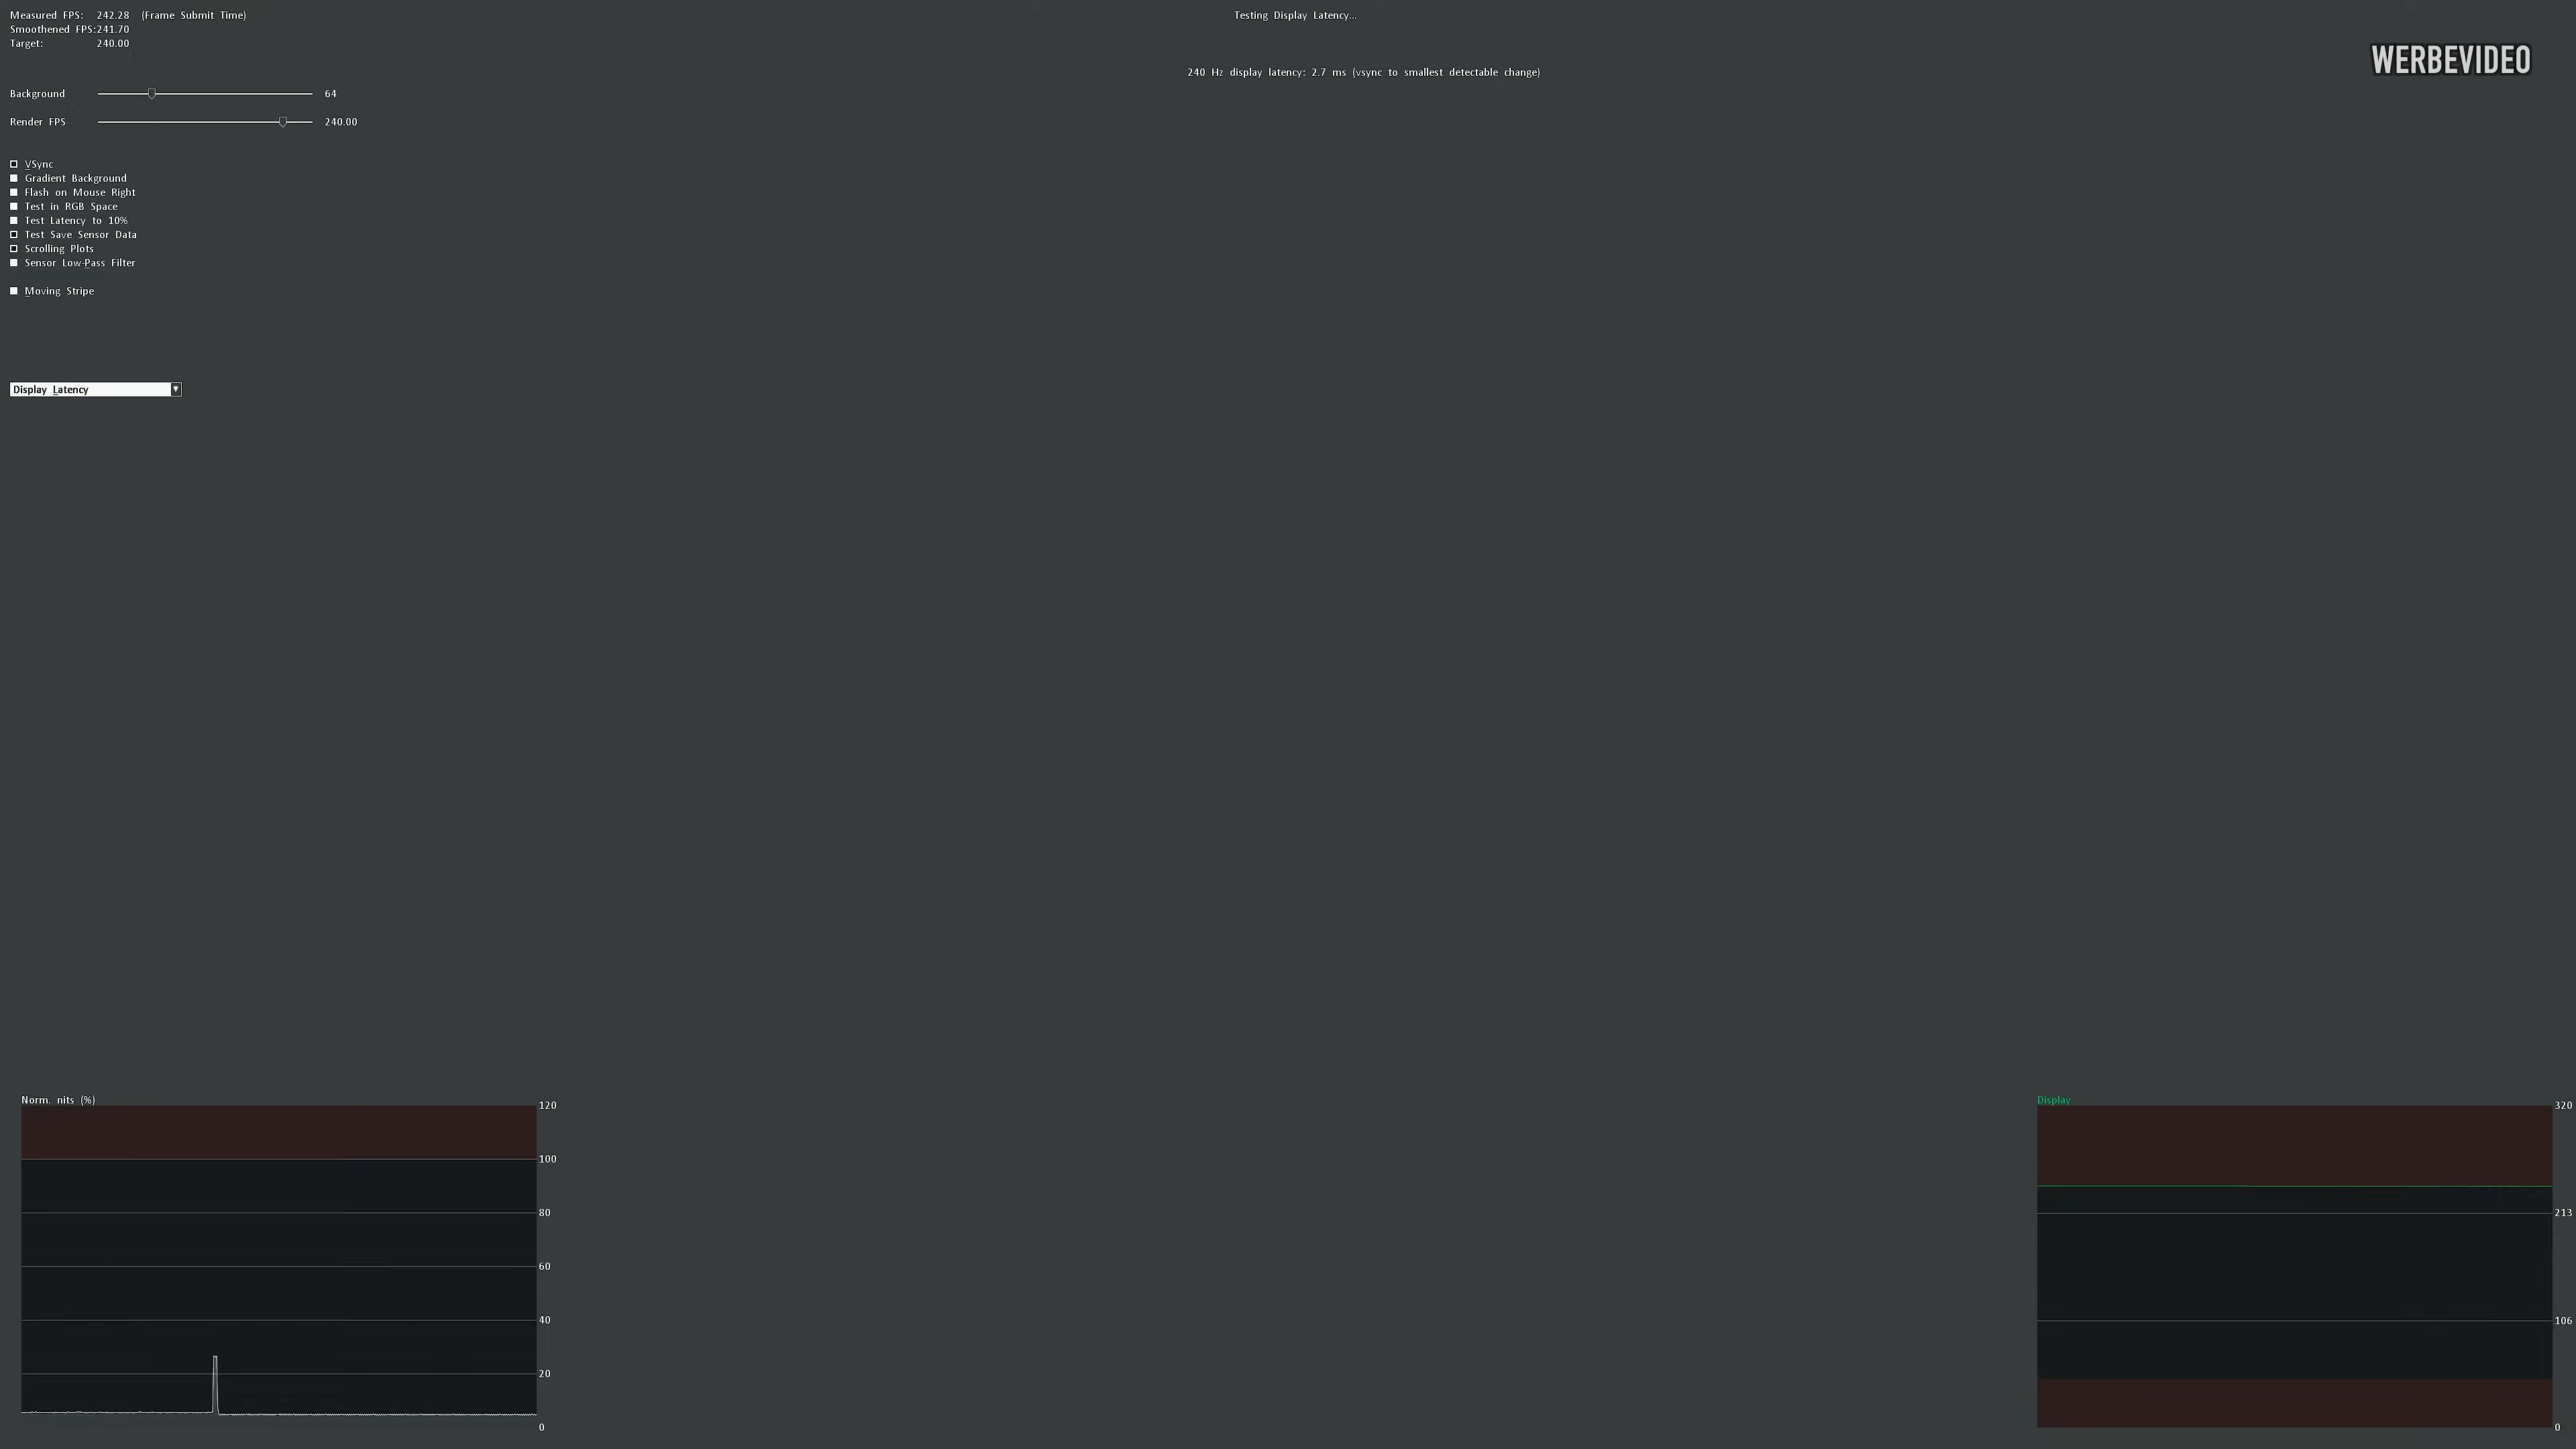 Measured FPS: 242.28 (Frame Submit Time)
Smoothened FPS:241.70
Target: 240.00
Testing Display Latency...
WERBEVIDEO
240 Hz display latency: 2.7 ms (vsync to smallest detectable change)
Background 64
Render FPS 240.00
VSync
Gradient Background
Flash on Mouse Right
Test in RGB Space
Test Latency to 10%
Test Save Sensor Data
Scrolling Plots
Sensor Low-Pass Filter
Moving Stripe
Display Latency
Norm. nits (%)
120
100
80
60
40
20
0
Display
320
213
106
0